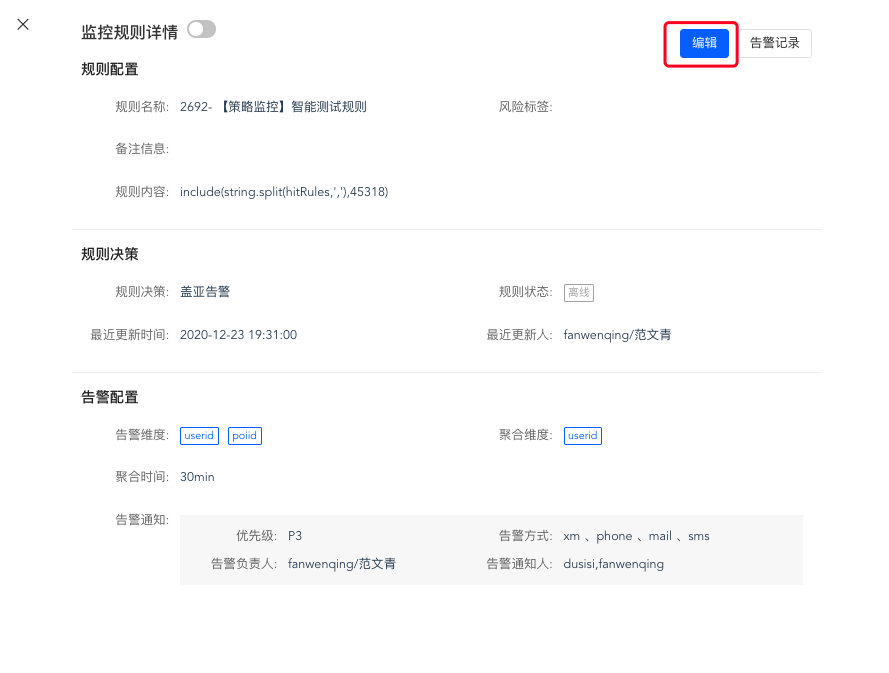 监控规则详情
编辑 告警记录
规则配置
规则名称: 2692- 【策略监控】智能测试规则 风险标签:
备注信息:
规则内容: include(string.split(hitRules,','),45318)
规则决策
规则决策: 盖亚告警 规则状态: 离线
最近更新时间: 2020-12-23 19:31:00 最近更新人: fanwenqing/范文青
告警配置
告警维度: userid poiid 聚合维度: userid
聚合时间: 30min
告警通知:
优先级: P3 告警方式: xm 、phone 、mail 、sms
告警负责人: fanwenqing/范文青 告警通知人: dusisi,fanwenqing